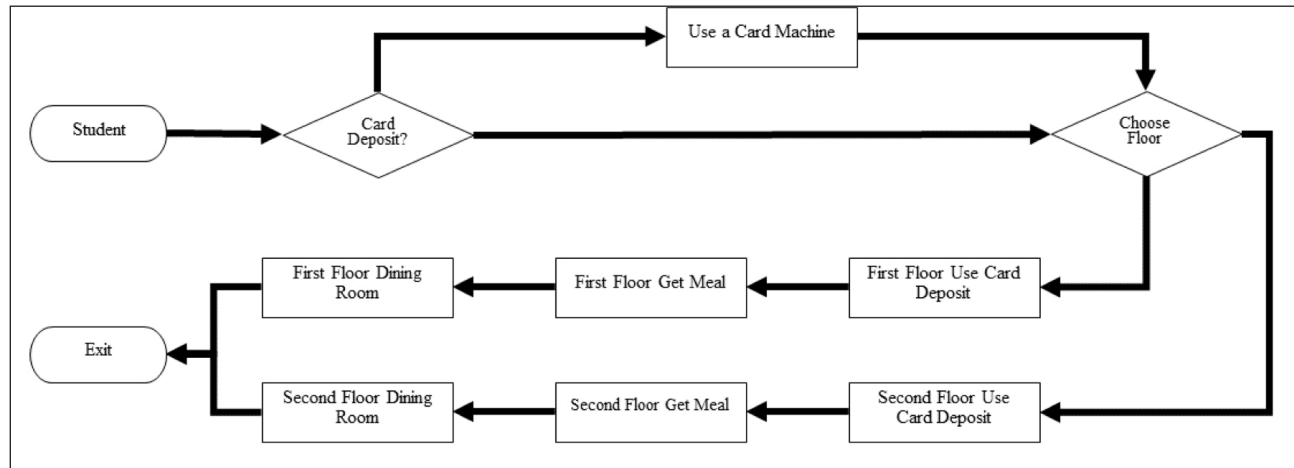 Use a Card Machine
Student
Card
Deposit?
Choose
Floor
First Floor Dining
Room
First Floor Get Meal
First Floor Use Card
Deposit
Exit
Second Floor Dining
Room
Second Floor Get Meal
Second Floor Use
Card Deposit